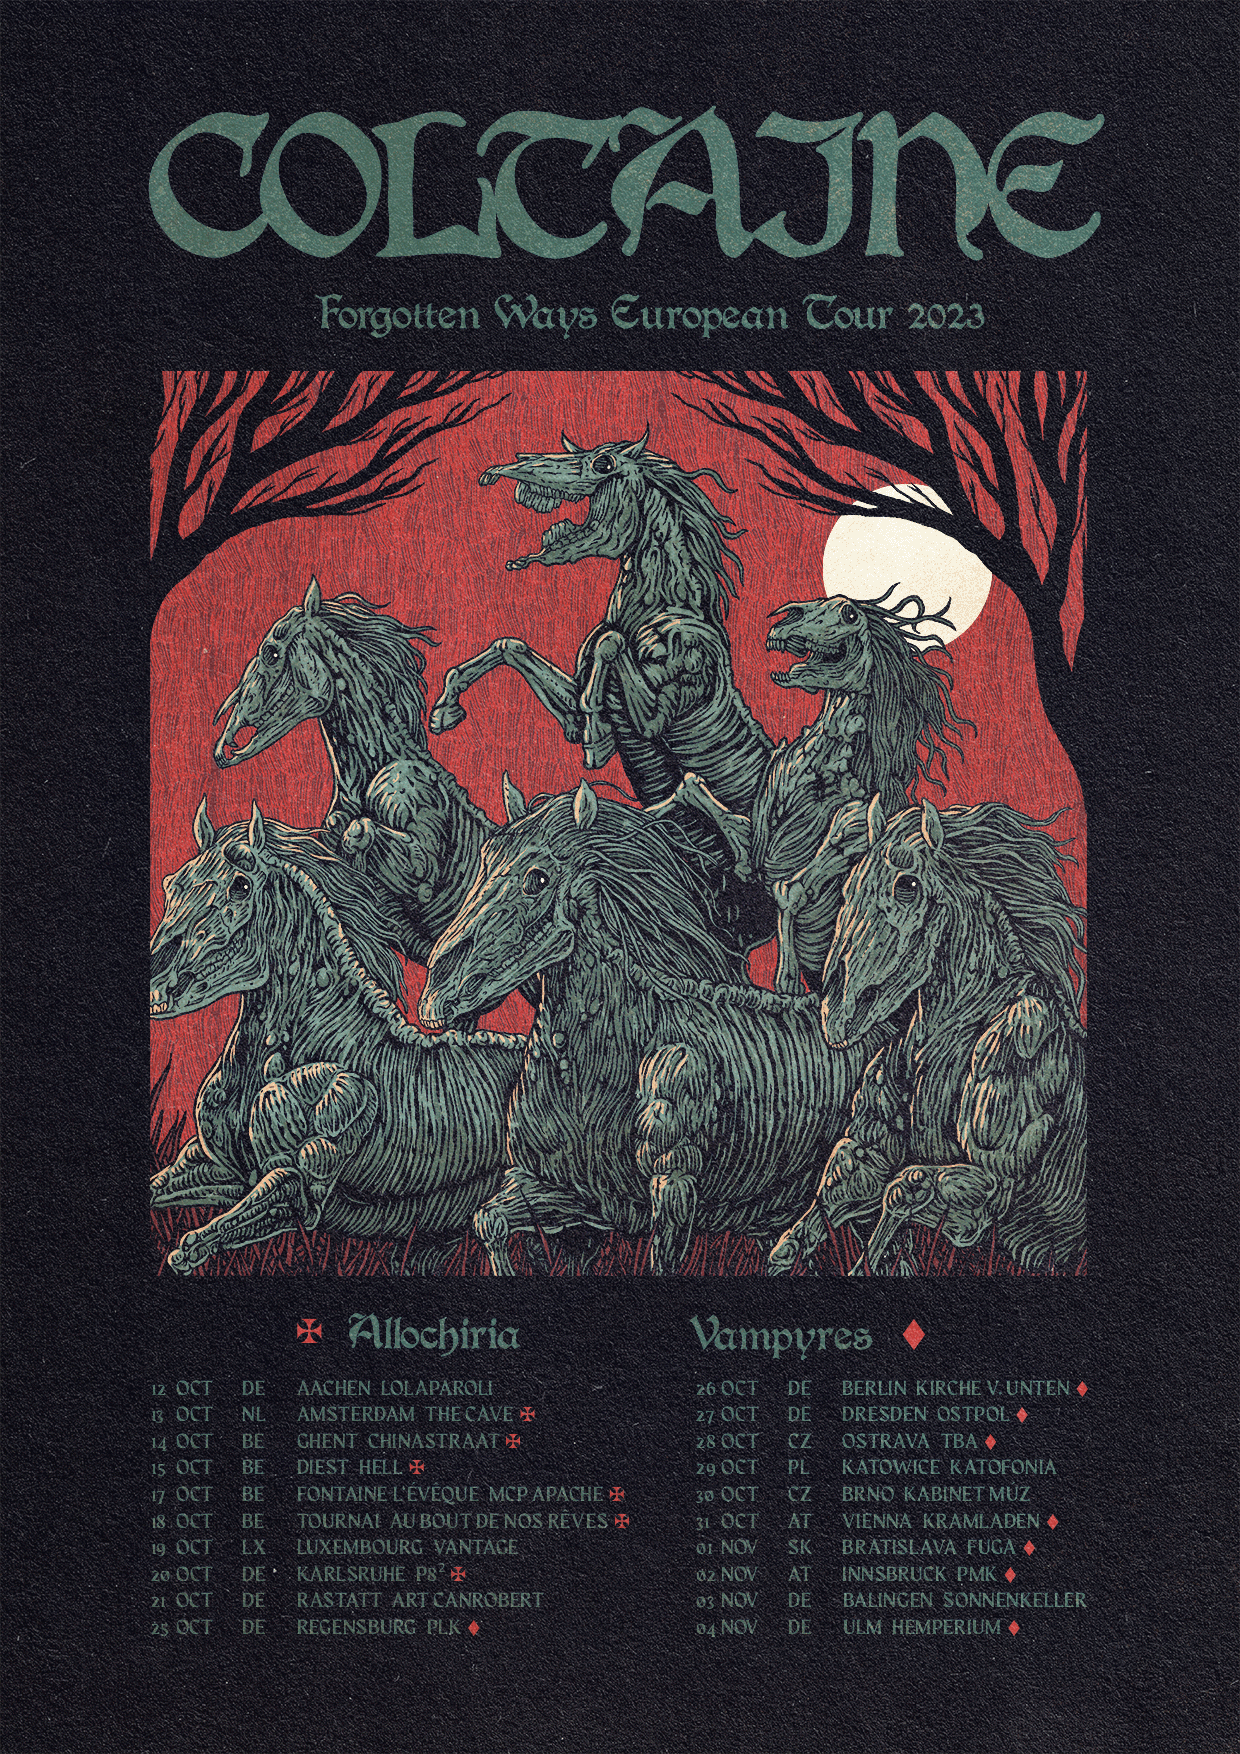 COLTAINE
Forgotten Ways European Tour 2023
✠ Allochiria
12 OCT DE AACHEN LOLAPAROLI
13 OCT NL AMSTERDAM THE CAVE ✠
14 OCT BE GHENT CHINASTRAAT ✠
15 OCT BE DIEST HELL ✠
17 OCT BE FONTAINE L'ÉVÊQUE MCP APACHE ✠
18 OCT BE TOURNAI AU BOUT DE NOS RÊVES ✠
19 OCT LX LUXEMBOURG VANTAGE
20 OCT DE KARLSRUHE P8² ✠
21 OCT DE RASTATT ART CANROBERT
25 OCT DE REGENSBURG PLK ♦
Vampyres ♦
26 OCT DE BERLIN KIRCHE V. UNTEN ♦
27 OCT DE DRESDEN OSTPOL ♦
28 OCT CZ OSTRAVA TBA ♦
29 OCT PL KATOWICE KATOFONIA
30 OCT CZ BRNO KABINET MÚZ
31 OCT AT VIENNA KRAMLADEN ♦
01 NOV SK BRATISLAVA FUGA ♦
02 NOV AT INNSBRUCK PMK ♦
03 NOV DE BALINGEN SONNENKELLER
04 NOV DE ULM HEMPERIUM ♦